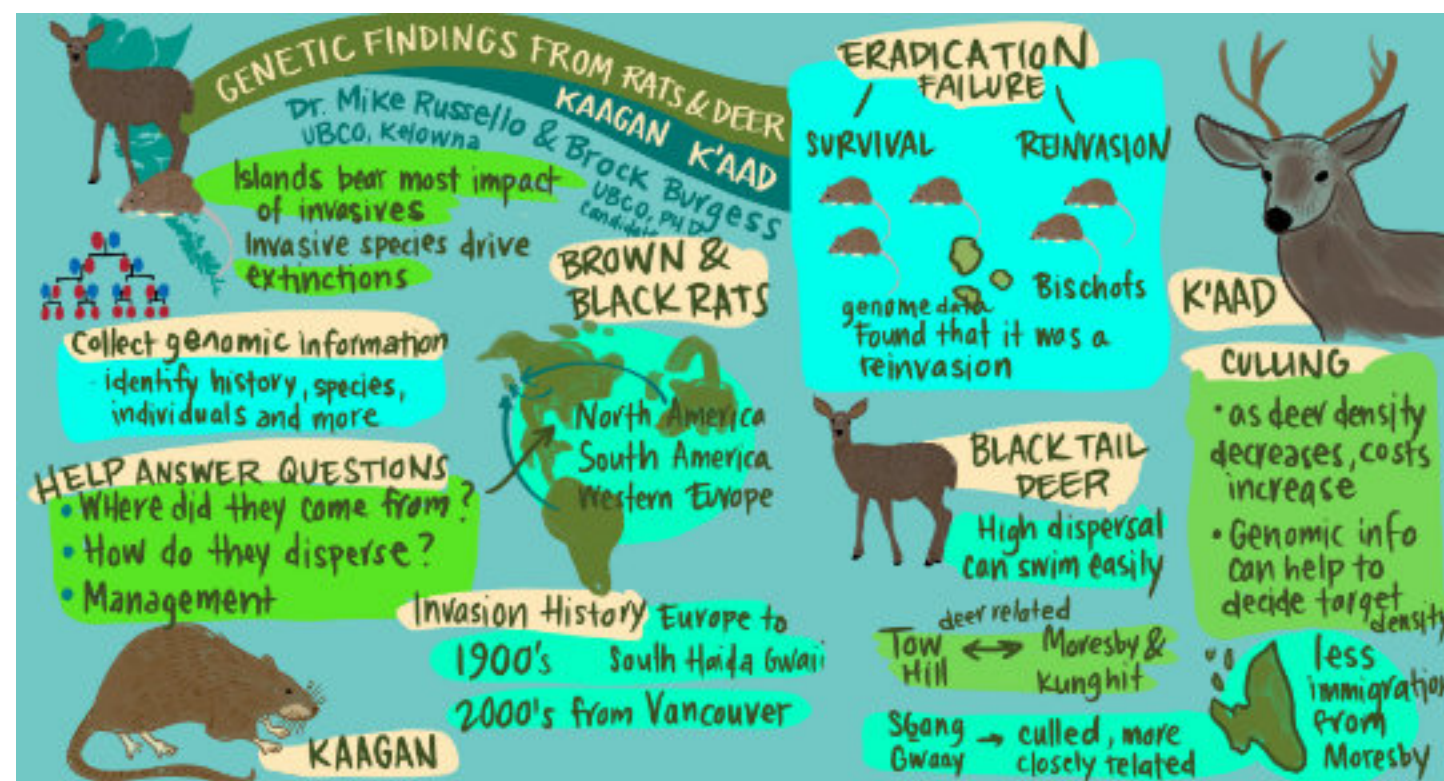 GENETIC FINDINGS FROM RATS & DEER
KAAGAN K'AAD
Dr. Mike Russello & Brock Burgess
UBCO, Kelowna
UBCO, PH.D
Candidate
Islands bear most impact
of invasives
Invasive species drive
extinctions
Collect genomic information
- identify history, species,
individuals and more
HELP ANSWER QUESTIONS
• Where did they come from?
• How do they disperse?
• Management
KAAGAN
BROWN &
BLACK RATS
North America
South America
Western Europe
Invasion History
Europe to
1900's South Haida Gwaii
2000's from Vancouver
ERADICATION
FAILURE
SURVIVAL
REINVASION
Bischofs
genome data
Found that it was a
reinvasion
K'AAD
BLACK TAIL
DEER
High dispersal
can swim easily
deer related
Tow
Hill
Moresby &
Kunghit
SGang
Gwaay
→ culled, more
closely related
CULLING
• as deer density
decreases, costs
increase
• Genomic info
can help to
decide target
density
less
immigration
from
Moresby